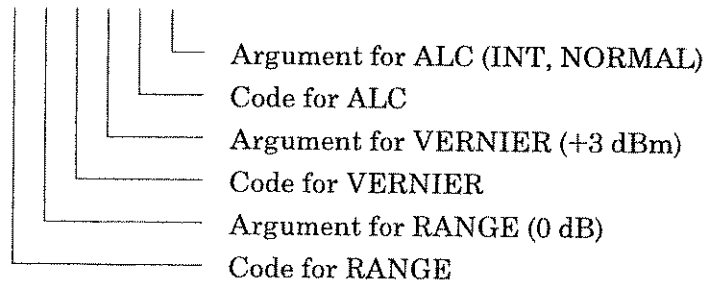 Argument for ALC (INT, NORMAL)
Code for ALC
Argument for VERNIER (+3 dBm)
Code for VERNIER
Argument for RANGE (0 dB)
Code for RANGE